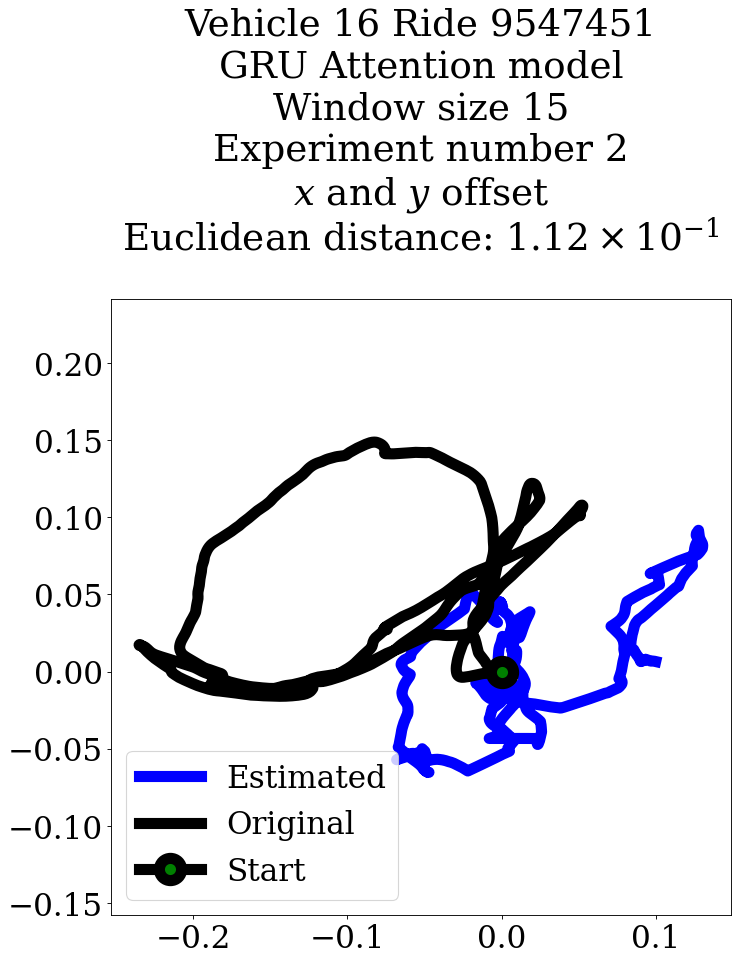 Vehicle 16 Ride 9547451
GRU Attention model
Window size 15
Experiment number 2
x and y offset
Euclidean distance: 1.12 × 10⁻¹
0.20
0.15
0.10
0.05
0.00
−0.05
−0.10
−0.15
Estimated
Original
Start
−0.2 −0.1 0.0 0.1